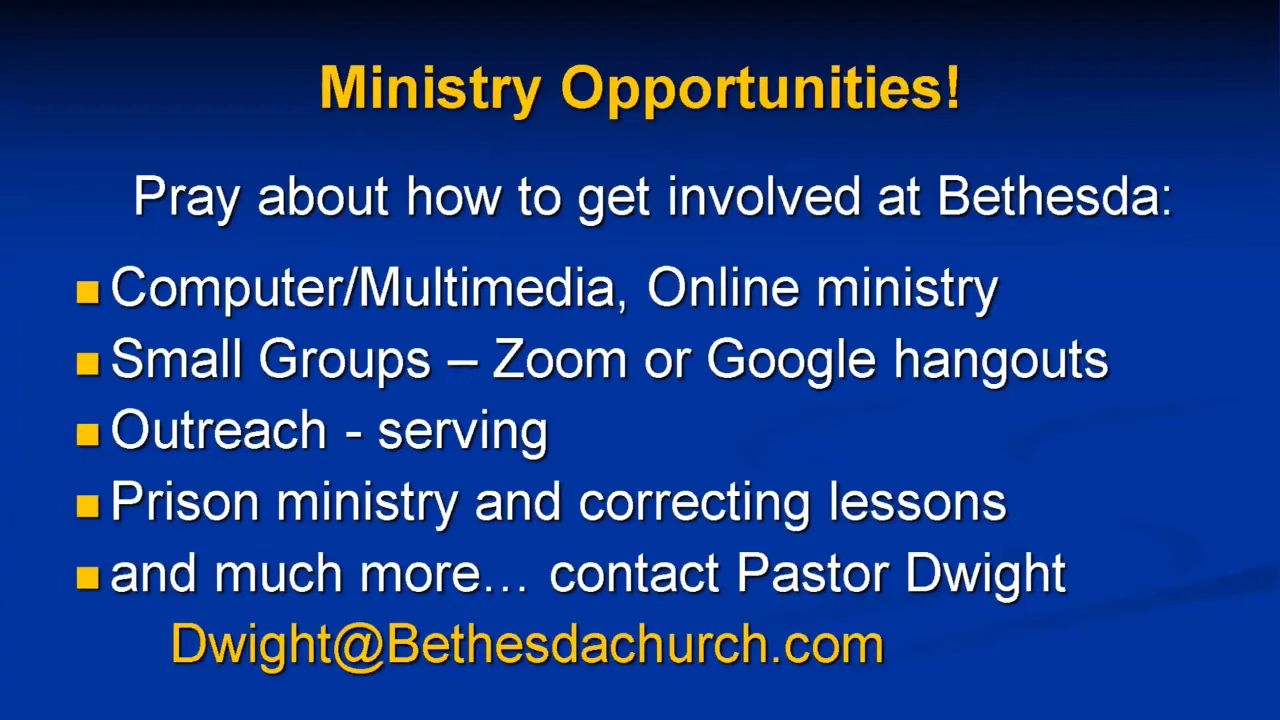 Ministry Opportunities!
Pray about how to get involved at Bethesda:
Computer/Multimedia, Online ministry
Small Groups – Zoom or Google hangouts
Outreach - serving
Prison ministry and correcting lessons
and much more… contact Pastor Dwight
Dwight@Bethesdachurch.com